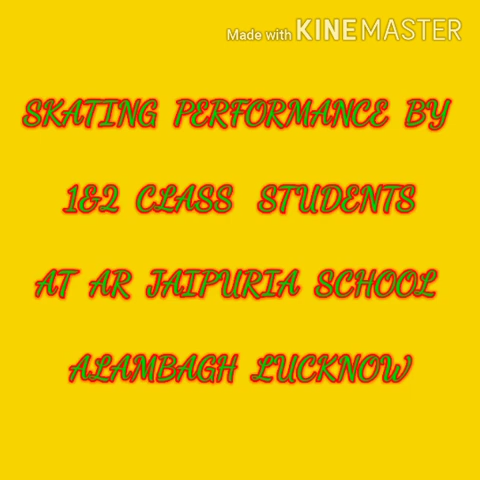 Made with KINEMASTER
SKATING PERFORMANCE BY
1&2 CLASS STUDENTS
AT AR JAIPURIA SCHOOL
ALAMBAGH LUCKNOW